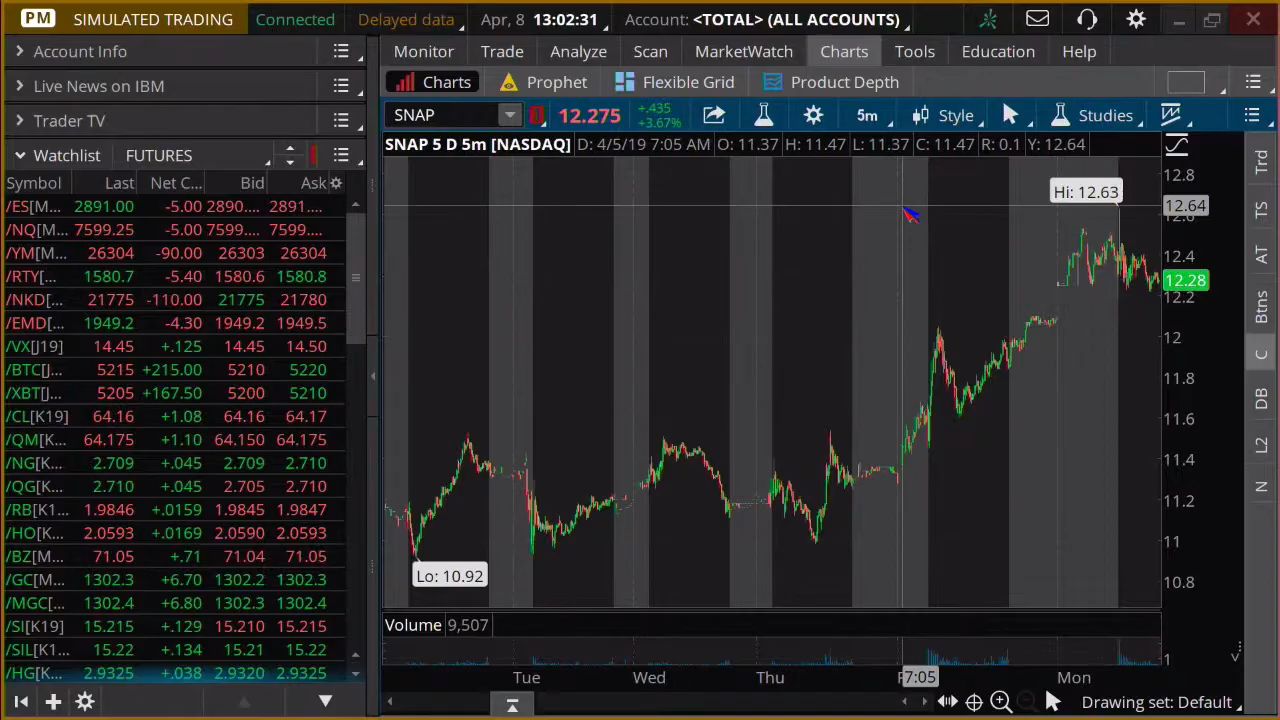 PM SIMULATED TRADING Connected Delayed data Apr, 8 13:02:31 Account: <TOTAL> (ALL ACCOUNTS)
Account Info
Live News on IBM
Trader TV
Watchlist FUTURES
Symbol Last Net C... Bid Ask
/ES[M... 2891.00 -5.00 2890.... 2891....
/NQ[M... 7599.25 -5.00 7599.... 7599....
/YM[M... 26304 -90.00 26303 26304
/RTY[... 1580.7 -5.40 1580.6 1580.8
/NKD[... 21775 -110.00 21775 21780
/EMD[... 1949.2 -4.30 1949.2 1949.5
/VX[J19] 14.45 +.125 14.45 14.50
/BTC[J... 5215 +215.00 5210 5220
/XBT[J... 5205 +167.50 5200 5210
/CL[K19] 64.16 +1.08 64.16 64.17
/QM[K... 64.175 +1.10 64.150 64.175
/NG[K... 2.709 +.045 2.709 2.710
/QG[K... 2.710 +.045 2.705 2.710
/RB[K1... 1.9846 +.0159 1.9845 1.9847
/HO[K... 2.0593 +.0169 2.0590 2.0593
/BZ[M... 71.05 +.71 71.04 71.05
/GC[M... 1302.3 +6.70 1302.2 1302.3
/MGC[... 1302.4 +6.80 1302.3 1302.4
/SI[K19] 15.215 +.129 15.210 15.215
/SIL[K1... 15.22 +.134 15.21 15.22
/HG[K... 2.9325 +.038 2.9320 2.9325
Monitor Trade Analyze Scan MarketWatch Charts Tools Education Help
Charts Prophet Flexible Grid Product Depth
SNAP 12.275 +.435 +3.67% 5m Style Studies
SNAP 5 D 5m [NASDAQ] D: 4/5/19 7:05 AM O: 11.37 H: 11.47 L: 11.37 C: 11.47 R: 0.1 Y: 12.64
12.8
Hi: 12.63
12.64
12.6
12.4
12.28
12.2
12
11.8
11.6
11.4
11.2
11
Lo: 10.92
10.8
Volume 9,507
1
Tue Wed Thu 7:05 Mon
Drawing set: Default
Trd
TS
AT
Btns
C
DB
L2
N